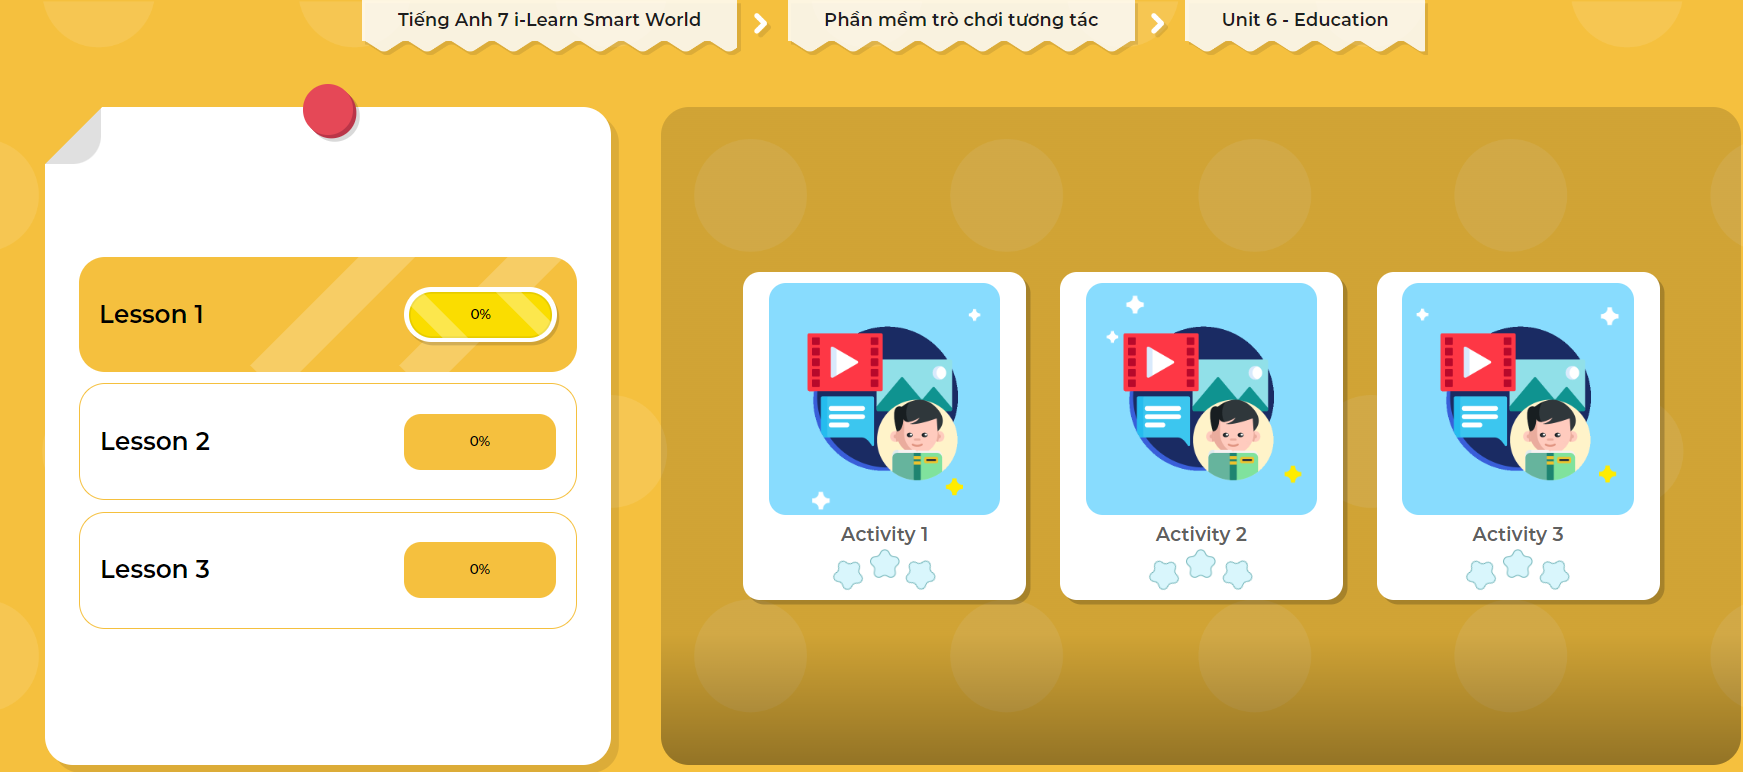 Tiếng Anh 7 i-Learn Smart World
Phần mềm trò chơi tương tác
Unit 6 - Education
Lesson 1
0%
Lesson 2
0%
Lesson 3
0%
Activity 1
Activity 2
Activity 3